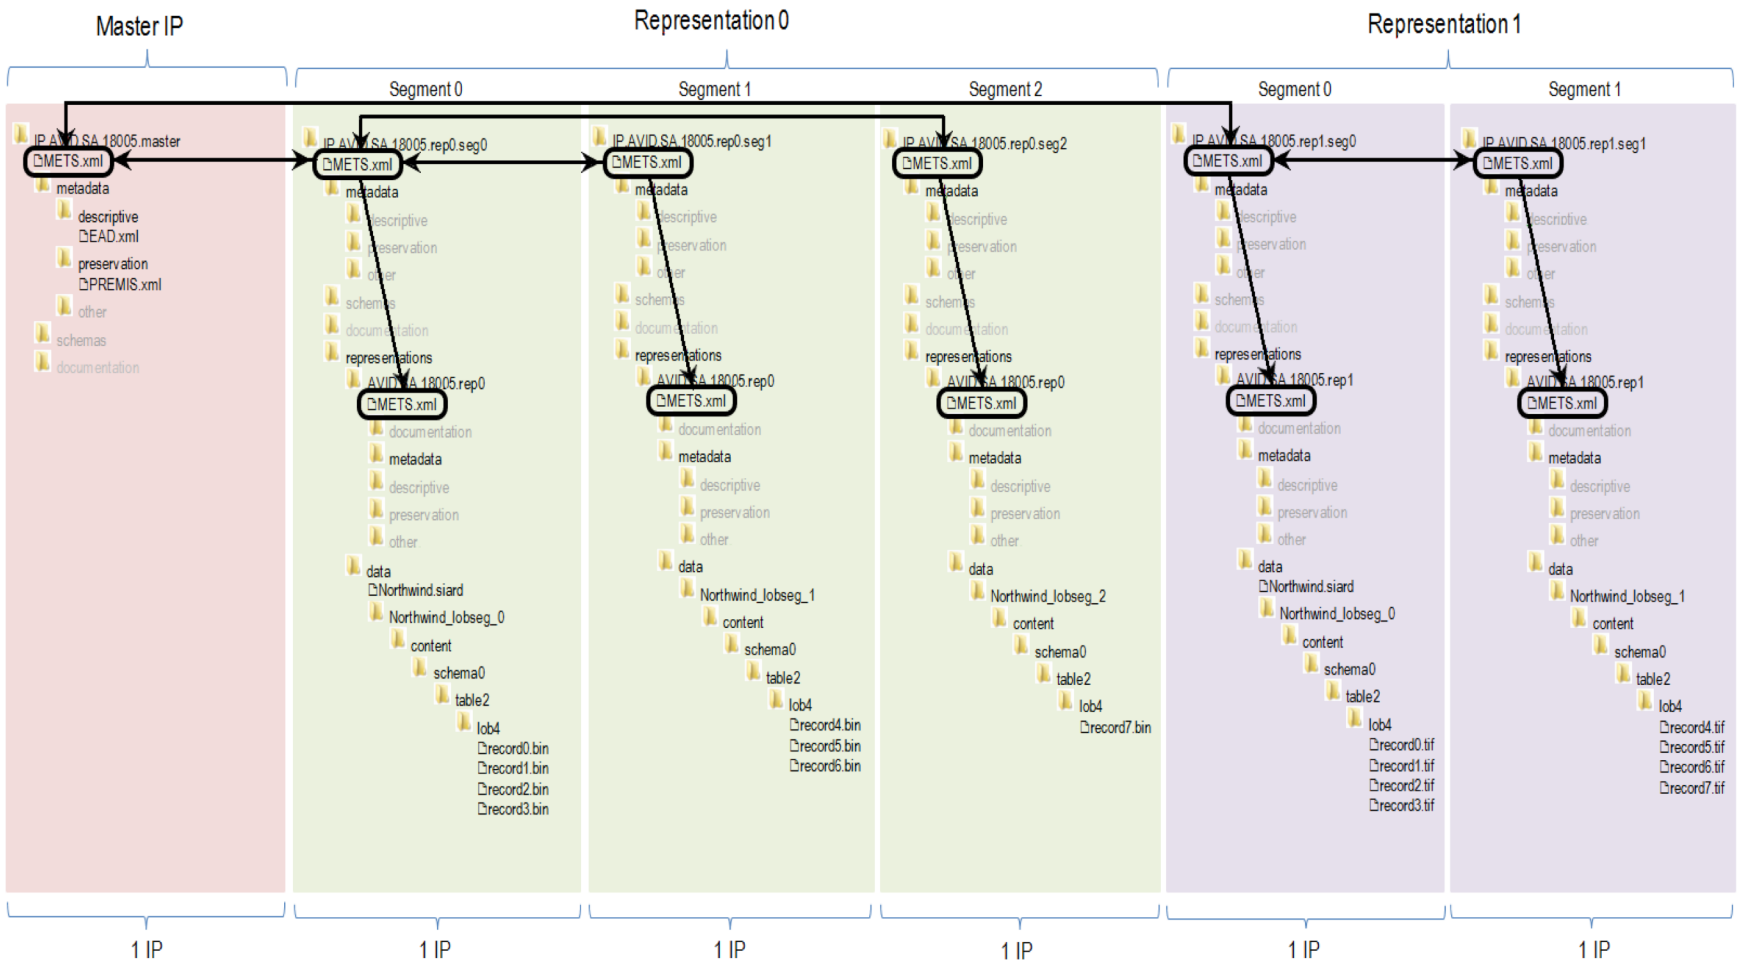 Master IP
Representation 0
Representation 1
Segment 0
Segment 1
Segment 2
Segment 0
Segment 1
IP.AVID.SA.18005.master
METS.xml
metadata
descriptive
EAD.xml
preservation
PREMIS.xml
other
schemas
documentation
IP.AVID.SA.18005.rep0.seg0
METS.xml
metadata
descriptive
preservation
other
schemas
documentation
representations
AVID.SA.18005.rep0
METS.xml
documentation
metadata
descriptive
preservation
other
data
Northwind.siard
Northwind_lobseg_0
content
schema0
table2
lob4
record0.bin
record1.bin
record2.bin
record3.bin
IP.AVID.SA.18005.rep0.seg1
METS.xml
metadata
descriptive
preservation
other
schemas
documentation
representations
AVID.SA.18005.rep0
METS.xml
documentation
metadata
descriptive
preservation
other
data
Northwind_lobseg_1
content
schema0
table2
lob4
record4.bin
record5.bin
record6.bin
IP.AVID.SA.18005.rep0.seg2
METS.xml
metadata
descriptive
preservation
other
schemas
documentation
representations
AVID.SA.18005.rep0
METS.xml
documentation
metadata
descriptive
preservation
other
data
Northwind_lobseg_2
content
schema0
table2
lob4
record7.bin
IP.AVID.SA.18005.rep1.seg0
METS.xml
metadata
descriptive
preservation
other
schemas
documentation
representations
AVID.SA.18005.rep1
METS.xml
documentation
metadata
descriptive
preservation
other
data
Northwind.siard
Northwind_lobseg_0
content
schema0
table2
lob4
record0.tif
record1.tif
record2.tif
record3.tif
IP.AVID.SA.18005.rep1.seg1
METS.xml
metadata
descriptive
preservation
other
schemas
documentation
representations
AVID.SA.18005.rep1
METS.xml
documentation
metadata
descriptive
preservation
other
data
Northwind_lobseg_1
content
schema0
table2
lob4
record4.tif
record5.tif
record6.tif
record7.tif
1 IP
1 IP
1 IP
1 IP
1 IP
1 IP